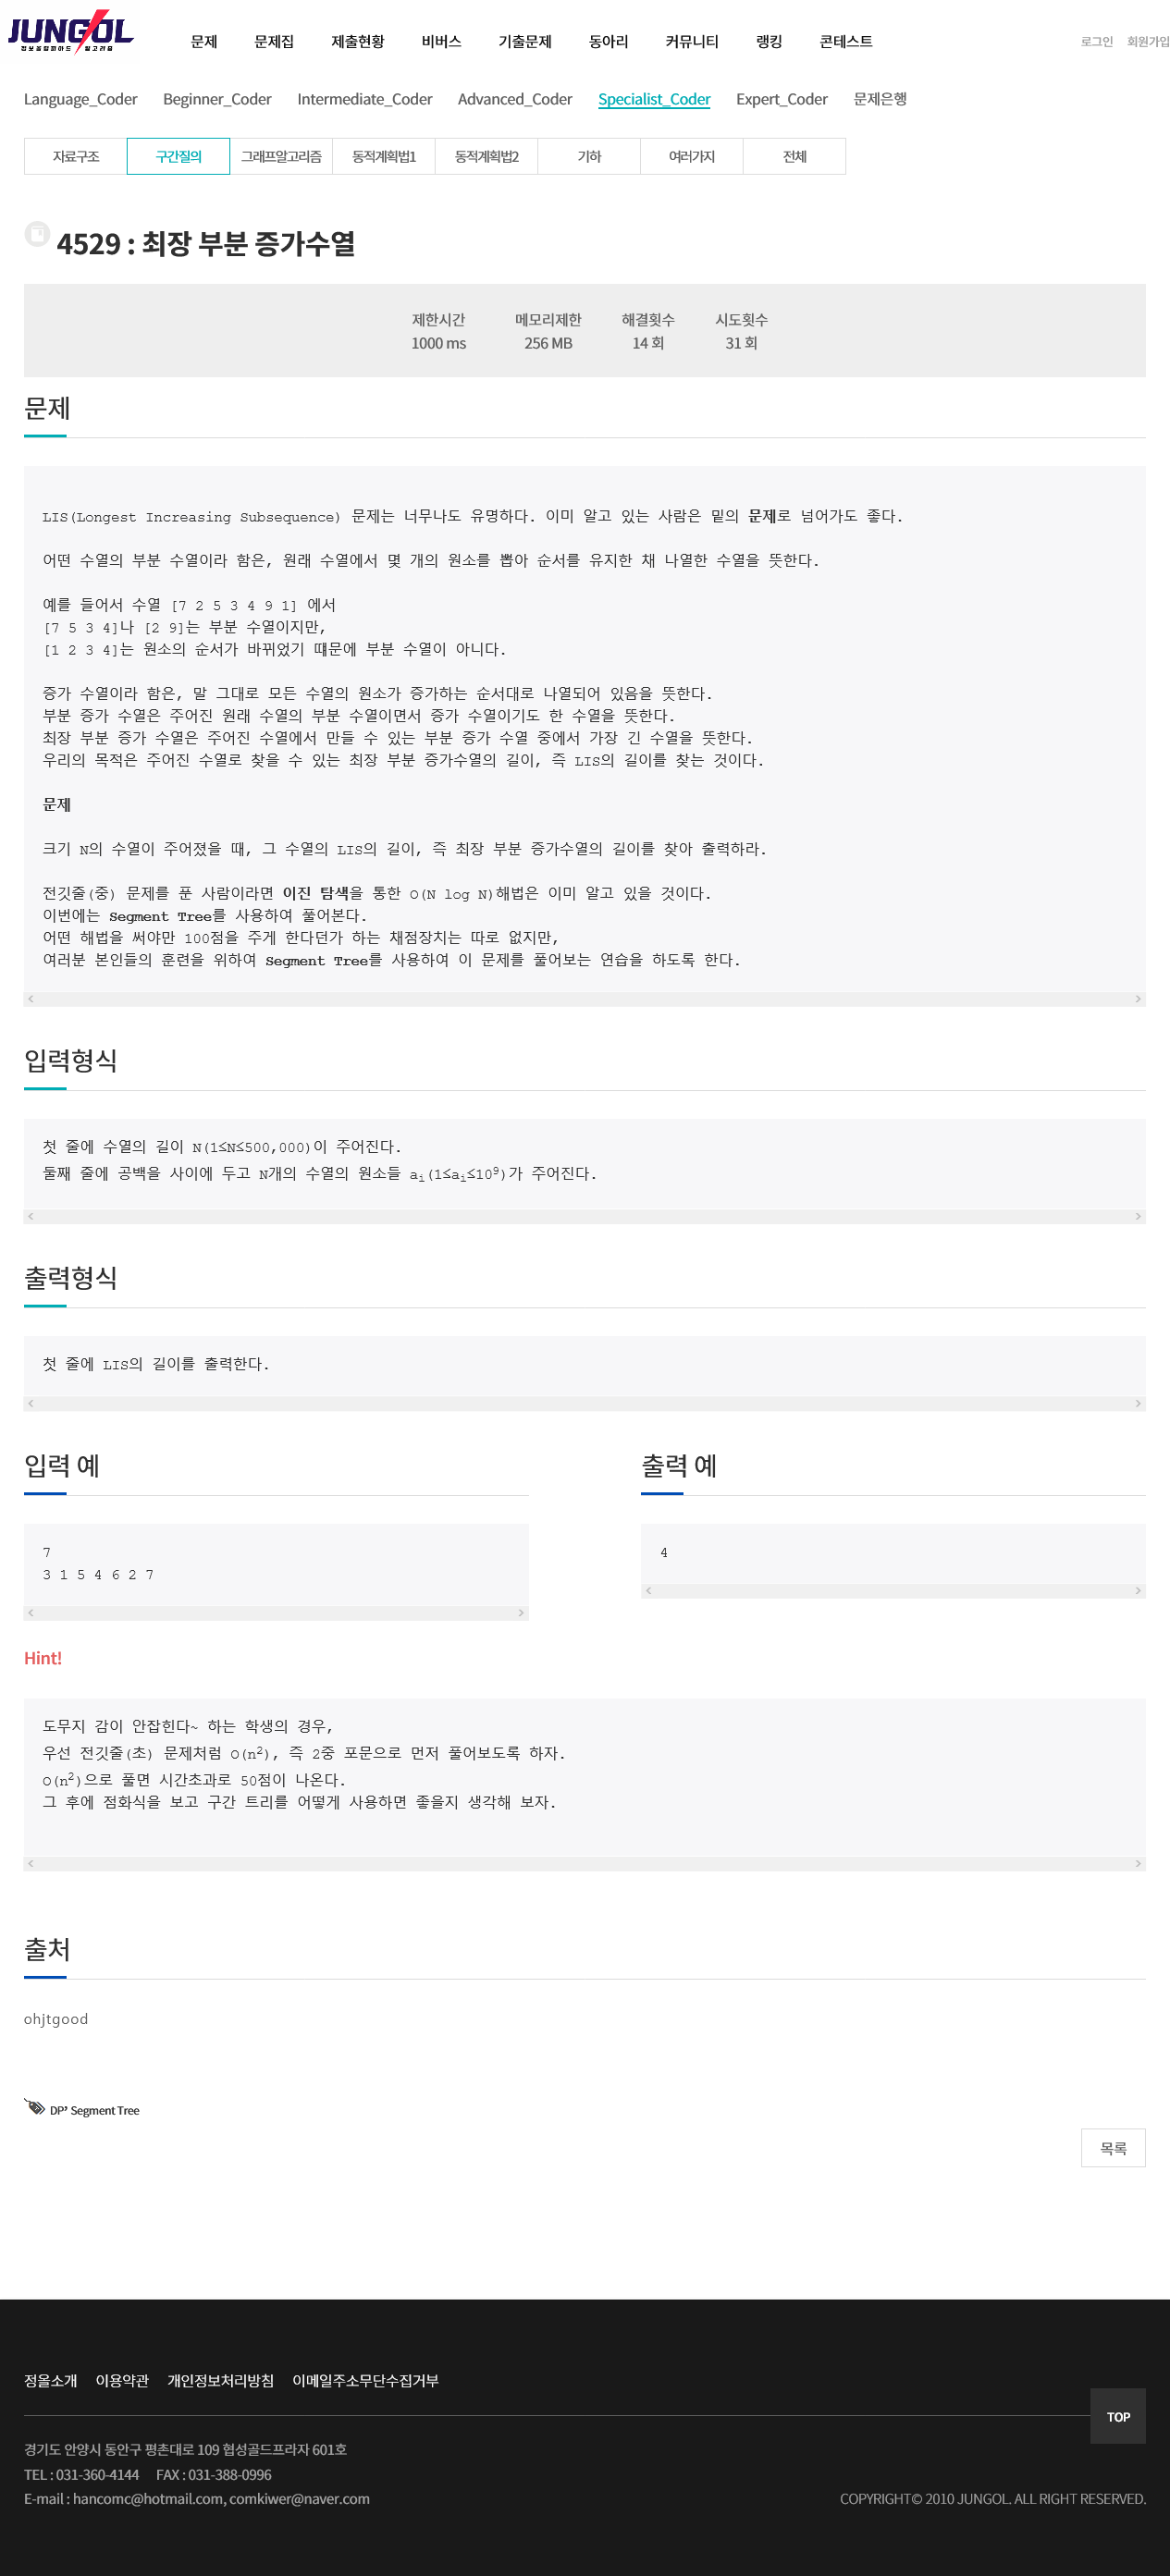 JUNGOL
정보올림피아드 알고리즘
문제 문제집 제출현황 비버스 기출문제 동아리 커뮤니티 랭킹 콘테스트 로그인 회원가입
Language_Coder Beginner_Coder Intermediate_Coder Advanced_Coder Specialist_Coder Expert_Coder 문제은행
자료구조 구간질의 그래프알고리즘 동적계획법1 동적계획법2 기하 여러가지 전체
4529 : 최장 부분 증가수열
제한시간 메모리제한 해결횟수 시도횟수
1000 ms 256 MB 14 회 31 회
문제
LIS(Longest Increasing Subsequence) 문제는 너무나도 유명하다. 이미 알고 있는 사람은 밑의 문제로 넘어가도 좋다.
어떤 수열의 부분 수열이라 함은, 원래 수열에서 몇 개의 원소를 뽑아 순서를 유지한 채 나열한 수열을 뜻한다.
예를 들어서 수열 [7 2 5 3 4 9 1] 에서
[7 5 3 4]나 [2 9]는 부분 수열이지만,
[1 2 3 4]는 원소의 순서가 바뀌었기 때문에 부분 수열이 아니다.
증가 수열이라 함은, 말 그대로 모든 수열의 원소가 증가하는 순서대로 나열되어 있음을 뜻한다.
부분 증가 수열은 주어진 원래 수열의 부분 수열이면서 증가 수열이기도 한 수열을 뜻한다.
최장 부분 증가 수열은 주어진 수열에서 만들 수 있는 부분 증가 수열 중에서 가장 긴 수열을 뜻한다.
우리의 목적은 주어진 수열로 찾을 수 있는 최장 부분 증가수열의 길이, 즉 LIS의 길이를 찾는 것이다.
문제
크기 N의 수열이 주어졌을 때, 그 수열의 LIS의 길이, 즉 최장 부분 증가수열의 길이를 찾아 출력하라.
전깃줄(중) 문제를 푼 사람이라면 이진 탐색을 통한 O(N log N)해법은 이미 알고 있을 것이다.
이번에는 Segment Tree를 사용하여 풀어본다.
어떤 해법을 써야만 100점을 주게 한다던가 하는 채점장치는 따로 없지만,
여러분 본인들의 훈련을 위하여 Segment Tree를 사용하여 이 문제를 풀어보는 연습을 하도록 한다.
입력형식
첫 줄에 수열의 길이 N(1≤N≤500,000)이 주어진다.
둘째 줄에 공백을 사이에 두고 N개의 수열의 원소들 aᵢ(1≤aᵢ≤10⁹)가 주어진다.
출력형식
첫 줄에 LIS의 길이를 출력한다.
입력 예
7
3 1 5 4 6 2 7
출력 예
4
Hint!
도무지 감이 안잡힌다~ 하는 학생의 경우,
우선 전깃줄(초) 문제처럼 O(n²), 즉 2중 포문으로 먼저 풀어보도록 하자.
O(n²)으로 풀면 시간초과로 50점이 나온다.
그 후에 점화식을 보고 구간 트리를 어떻게 사용하면 좋을지 생각해 보자.
출처
ohjtgood
DP’ Segment Tree
목록
정올소개 이용약관 개인정보처리방침 이메일주소무단수집거부
TOP
경기도 안양시 동안구 평촌대로 109 협성골드프라자 601호
TEL : 031-360-4144 FAX : 031-388-0996
E-mail : hancomc@hotmail.com, comkiwer@naver.com
COPYRIGHT© 2010 JUNGOL. ALL RIGHT RESERVED.